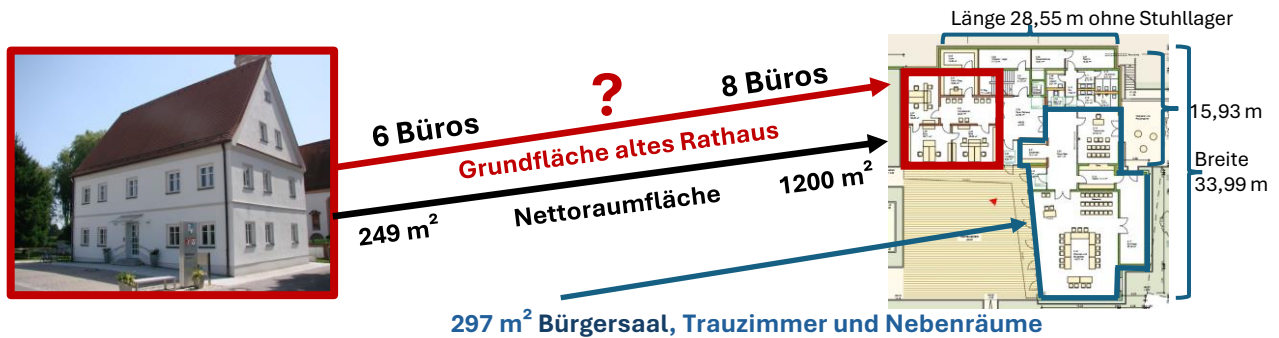 Länge 28,55 m ohne Stuhllager
?
6 Büros
8 Büros
Grundfläche altes Rathaus
15,93 m
Breite
33,99 m
249 m²
Nettoraumfläche
1200 m²
297 m² Bürgersaal, Trauzimmer und Nebenräume